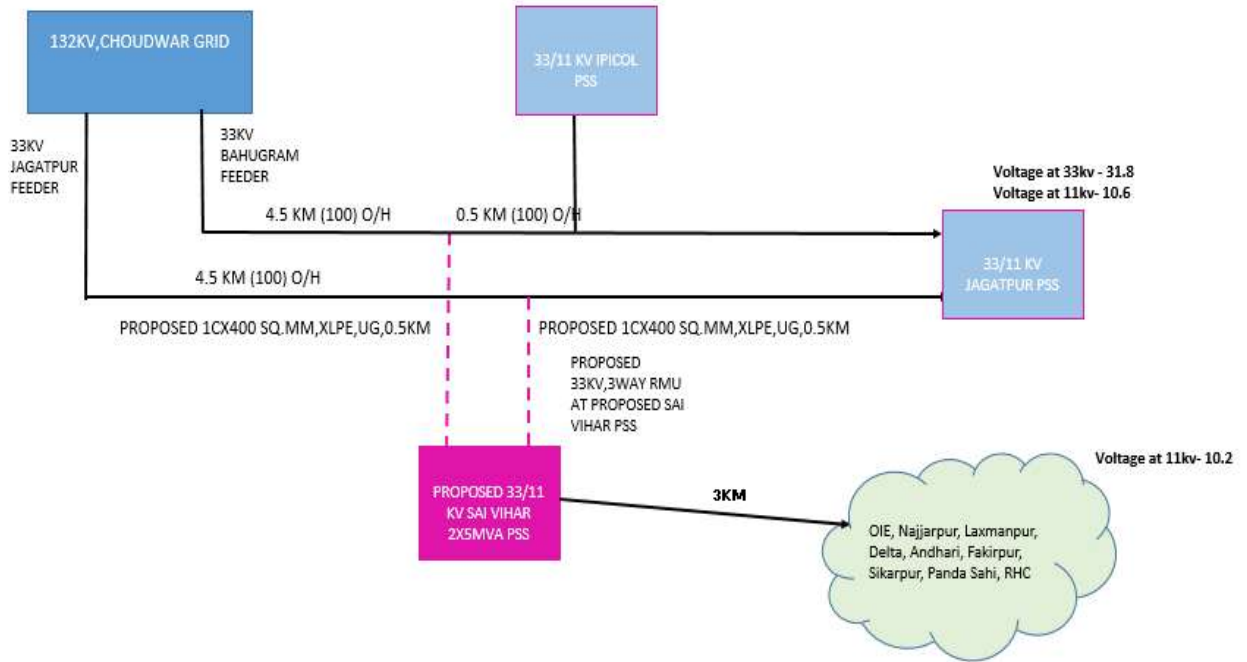 132KV,CHOUDWAR GRID
33/11 KV IPICOL
PSS
33KV
JAGATPUR
FEEDER
33KV
BAHUGRAM
FEEDER
Voltage at 33kv - 31.8
Voltage at 11kv- 10.6
4.5 KM (100) O/H
0.5 KM (100) O/H
33/11 KV
JAGATPUR PSS
4.5 KM (100) O/H
PROPOSED 1CX400 SQ.MM,XLPE,UG,0.5KM
PROPOSED 1CX400 SQ.MM,XLPE,UG,0.5KM
PROPOSED
33KV,3WAY RMU
AT PROPOSED SAI
VIHAR PSS
Voltage at 11kv- 10.2
PROPOSED 33/11
KV SAI VIHAR
2X5MVA PSS
3KM
OIE, Najjarpur, Laxmanpur,
Delta, Andhari, Fakirpur,
Sikarpur, Panda Sahi, RHC